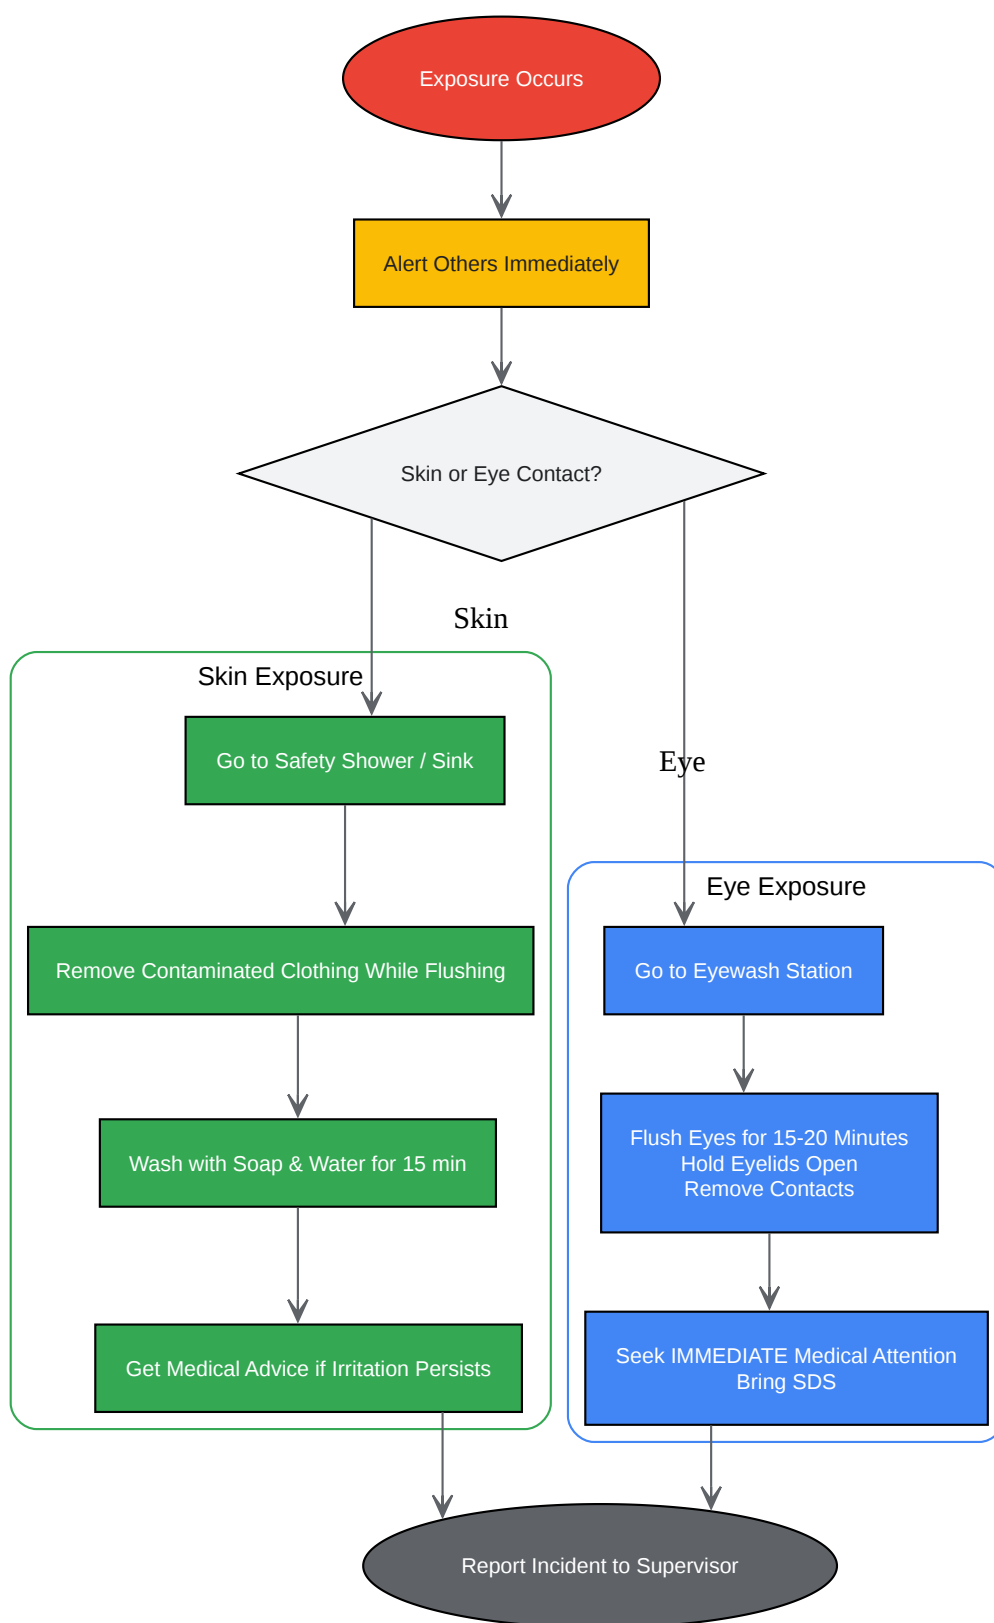 Exposure Occurs
Alert Others Immediately
Skin or Eye Contact?
Skin
Skin Exposure
Go to Safety Shower / Sink
Remove Contaminated Clothing While Flushing
Wash with Soap & Water for 15 min
Get Medical Advice if Irritation Persists
Eye
Eye Exposure
Go to Eyewash Station
Flush Eyes for 15-20 Minutes
Hold Eyelids Open
Remove Contacts
Seek IMMEDIATE Medical Attention
Bring SDS
Report Incident to Supervisor